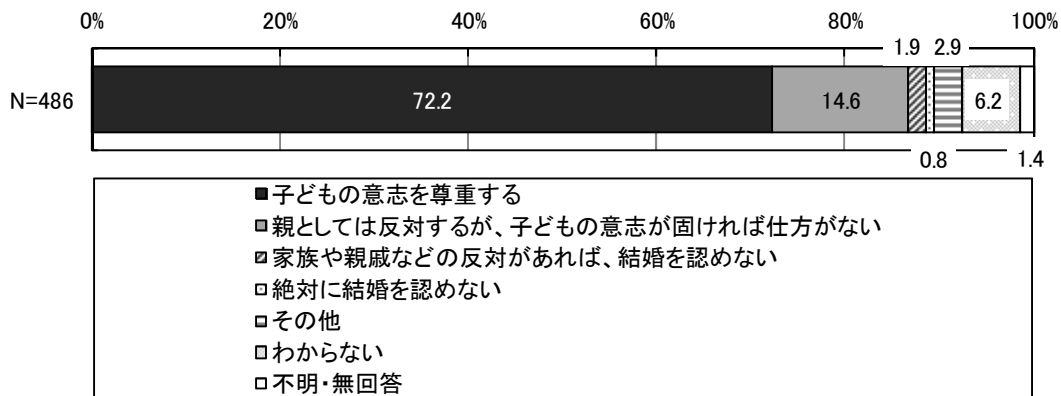 0% 20% 40% 60% 80% 100%
1.9 2.9
N=486 72.2 14.6 6.2
0.8 1.4
子どもの意志を尊重する
親としては反対するが、子どもの意志が固ければ仕方がない
家族や親戚などの反対があれば、結婚を認めない
絶対に結婚を認めない
その他
わからない
不明・無回答